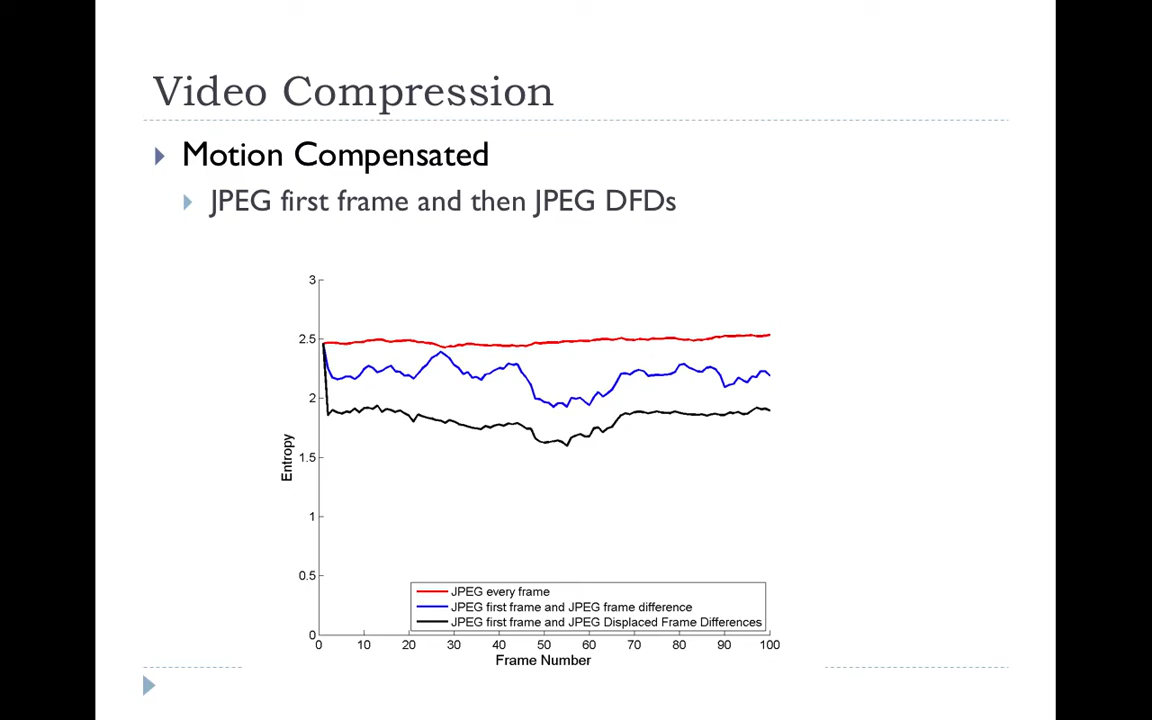 Video Compression
Motion Compensated
JPEG first frame and then JPEG DFDs
3
2.5
2
1.5
1
0.5
0
Entropy
JPEG every frame
JPEG first frame and JPEG frame difference
JPEG first frame and JPEG Displaced Frame Differences
0 10 20 30 40 50 60 70 80 90 100
Frame Number